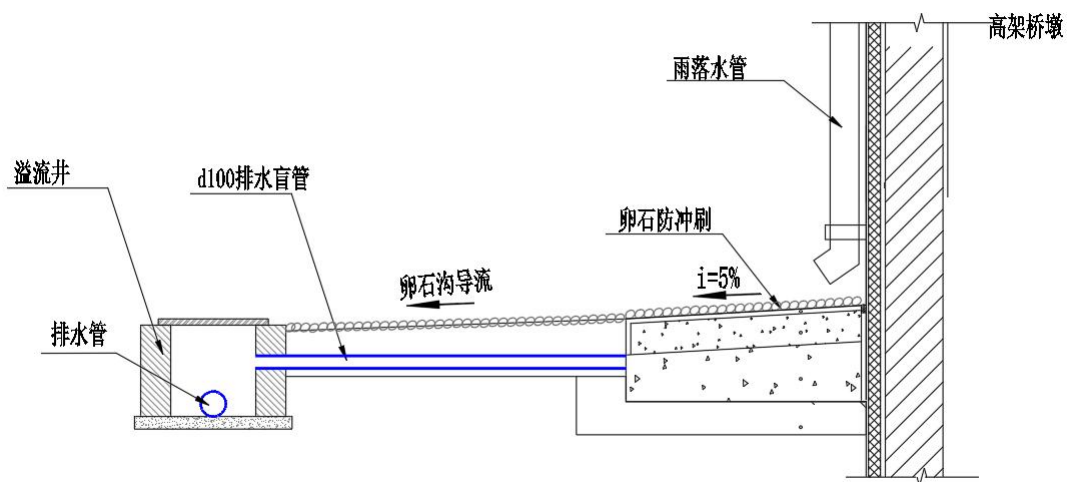 高架桥墩
雨落水管
溢流井
d100排水盲管
卵石防冲刷
卵石沟导流
i=5%
排水管